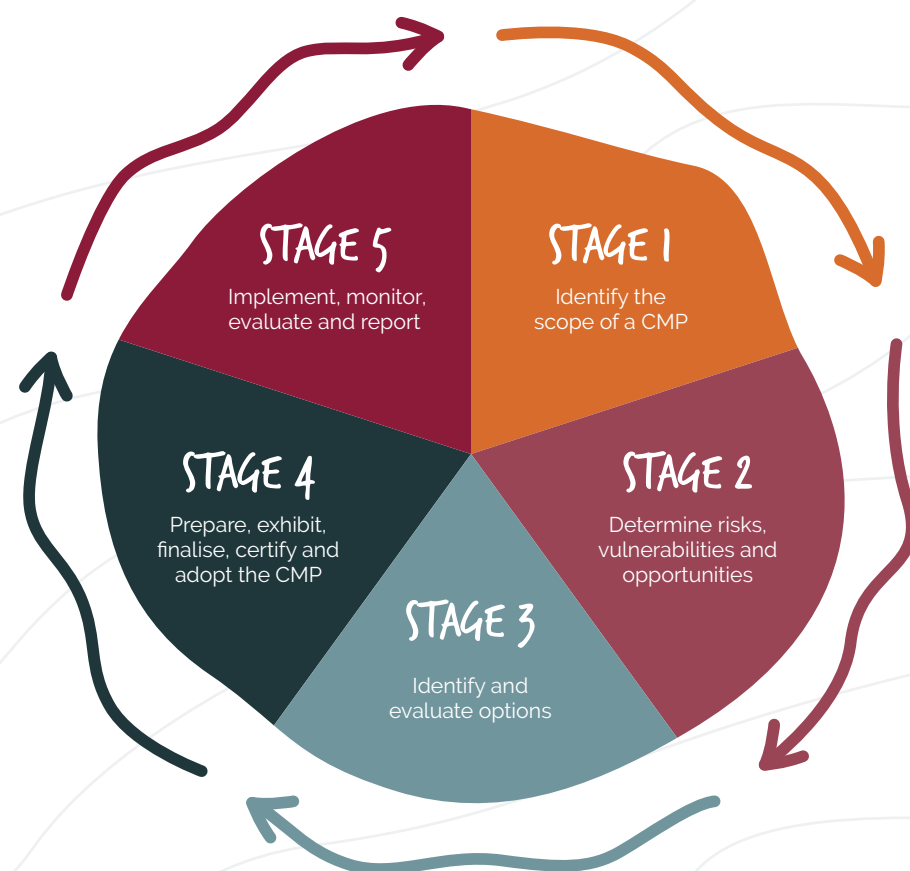 STAGE 1
Identify the
scope of a CMP
STAGE 2
Determine risks,
vulnerabilities and
opportunities
STAGE 3
Identify and
evaluate options
STAGE 4
Prepare, exhibit,
finalise, certify and
adopt the CMP
STAGE 5
Implement, monitor,
evaluate and report